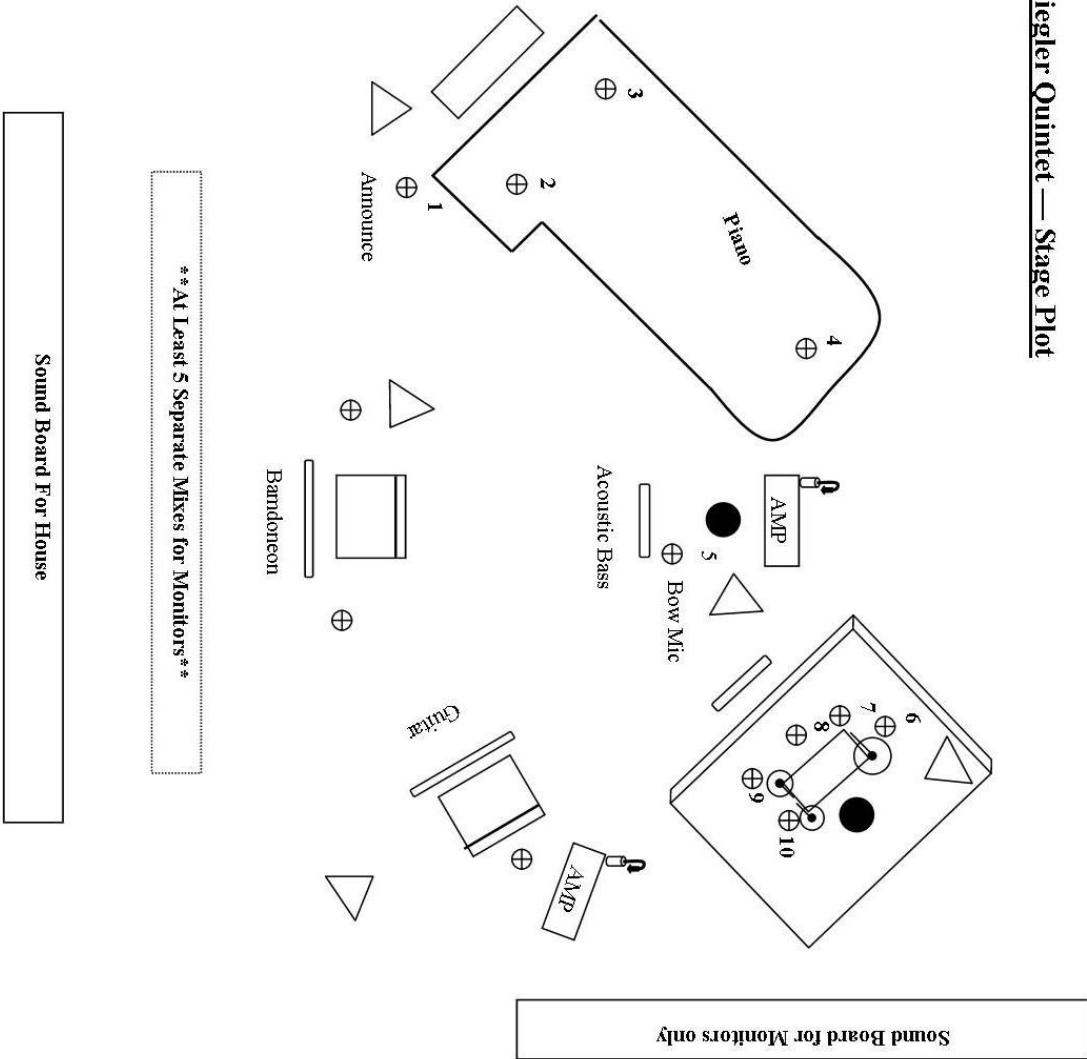 iegler Quintet — Stage Plot
Sound Board for Monitors only
6
7
4
8
10
AMP
9
Piano
5
Bow Mic
3
Acoustic Bass
AMP
2
Guitar
1
Announce
Bamdoneon
**At Least 5 Separate Mixes for Monitors**
Sound Board For House